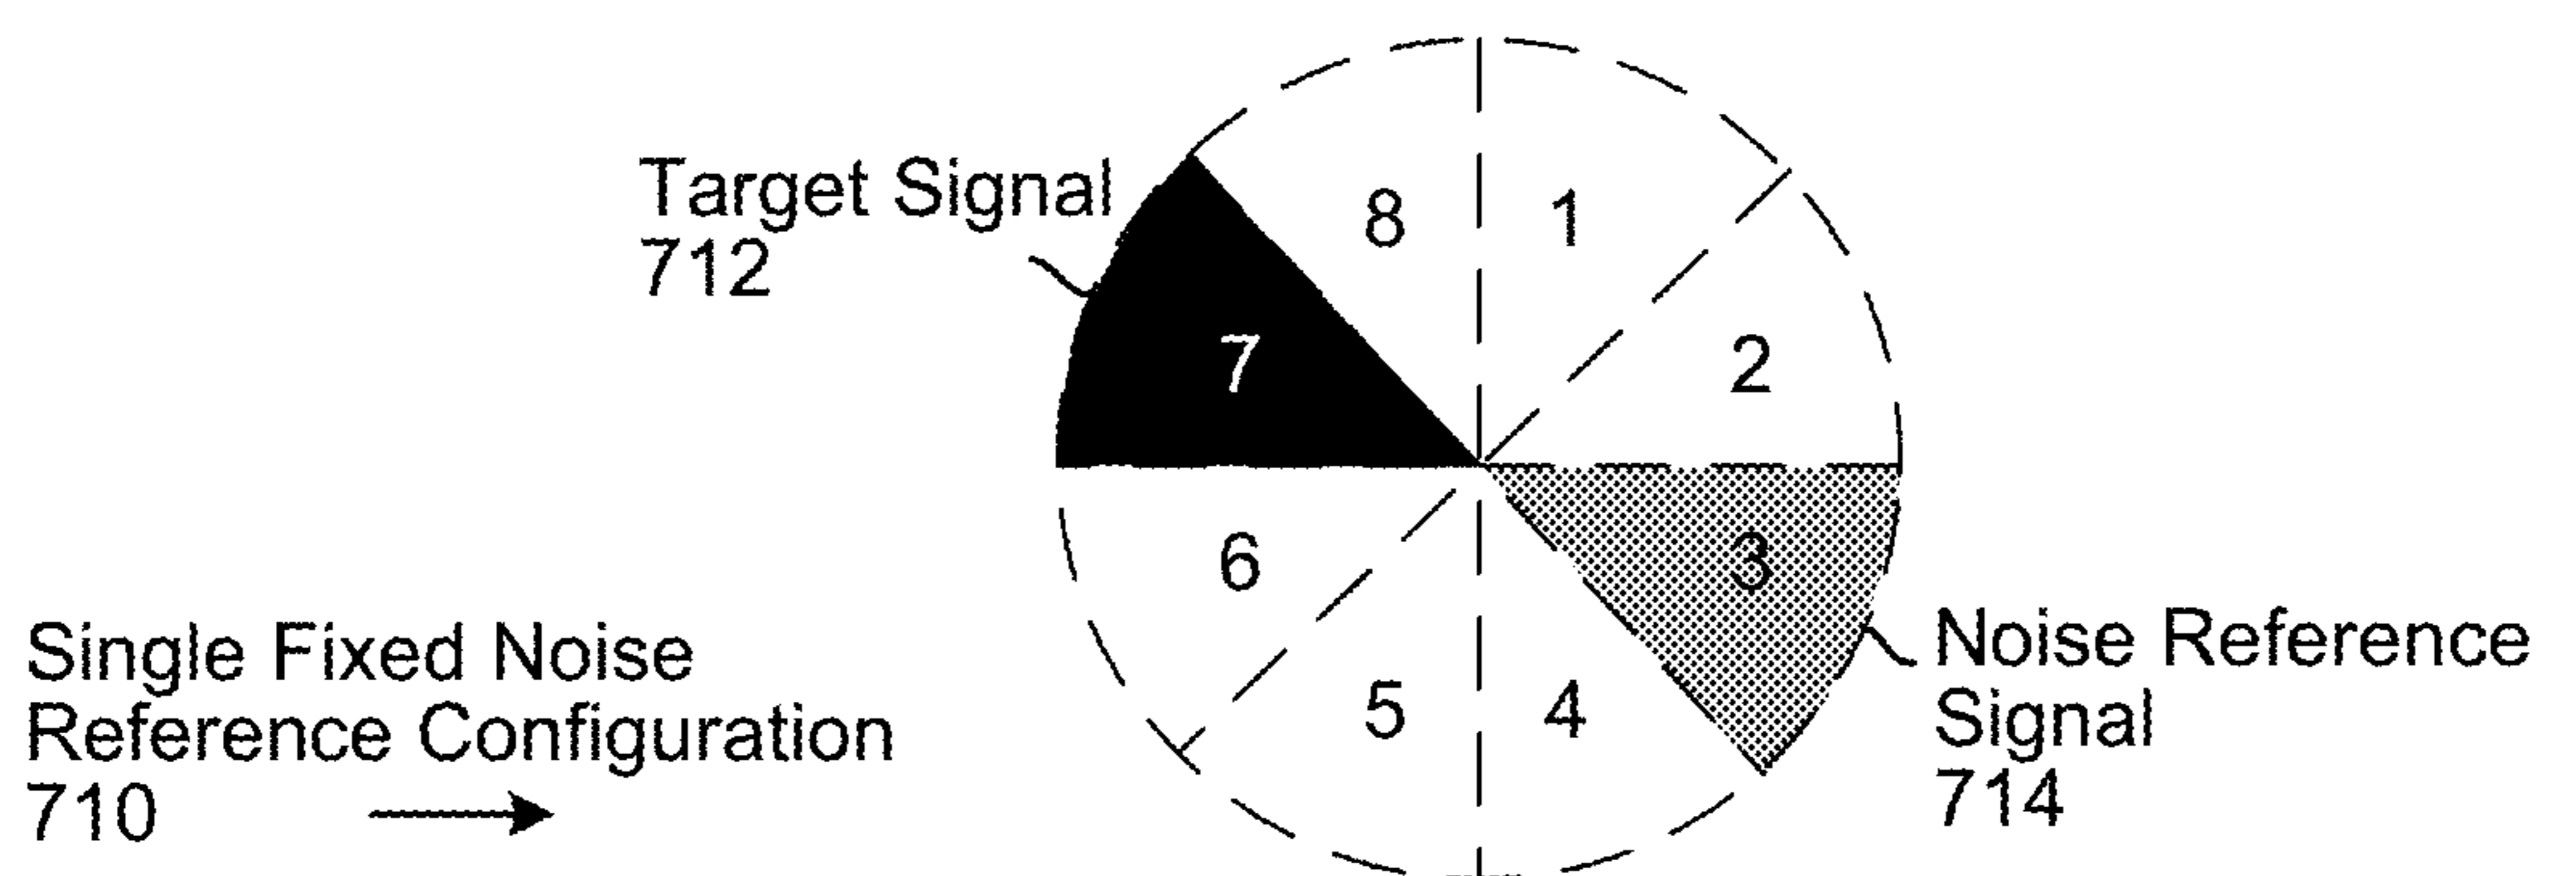 Target Signal
712
8
1
7
2
6
3
5
4
Single Fixed Noise
Reference Configuration
710
Noise Reference
Signal
714